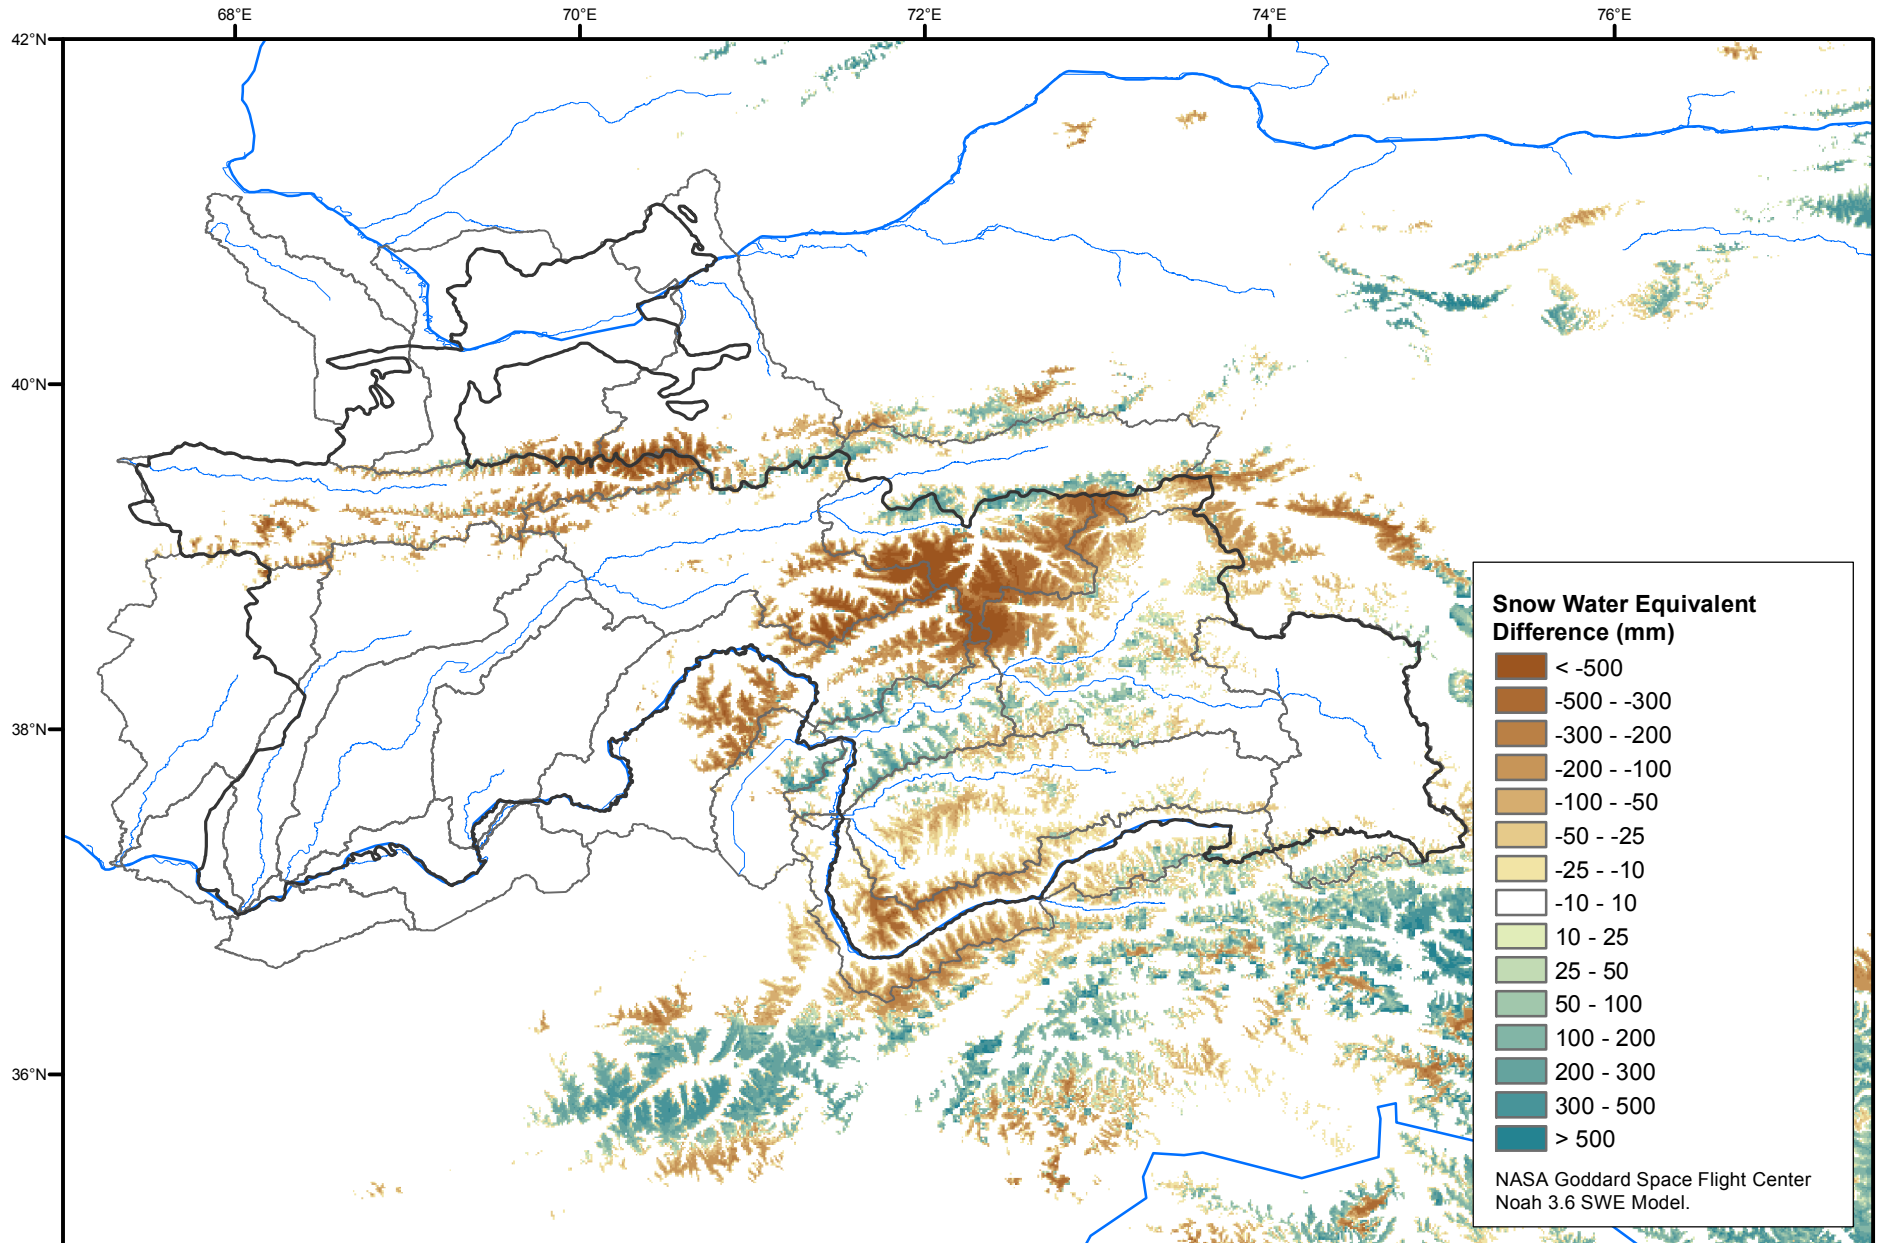 68°E
70°E
72°E
74°E
76°E
42°N
40°N
38°N
36°N
Snow Water Equivalent
Difference (mm)
< -500
-500 - -300
-300 - -200
-200 - -100
-100 - -50
-50 - -25
-25 - -10
-10 - 10
10 - 25
25 - 50
50 - 100
100 - 200
200 - 300
300 - 500
> 500
NASA Goddard Space Flight Center
Noah 3.6 SWE Model.